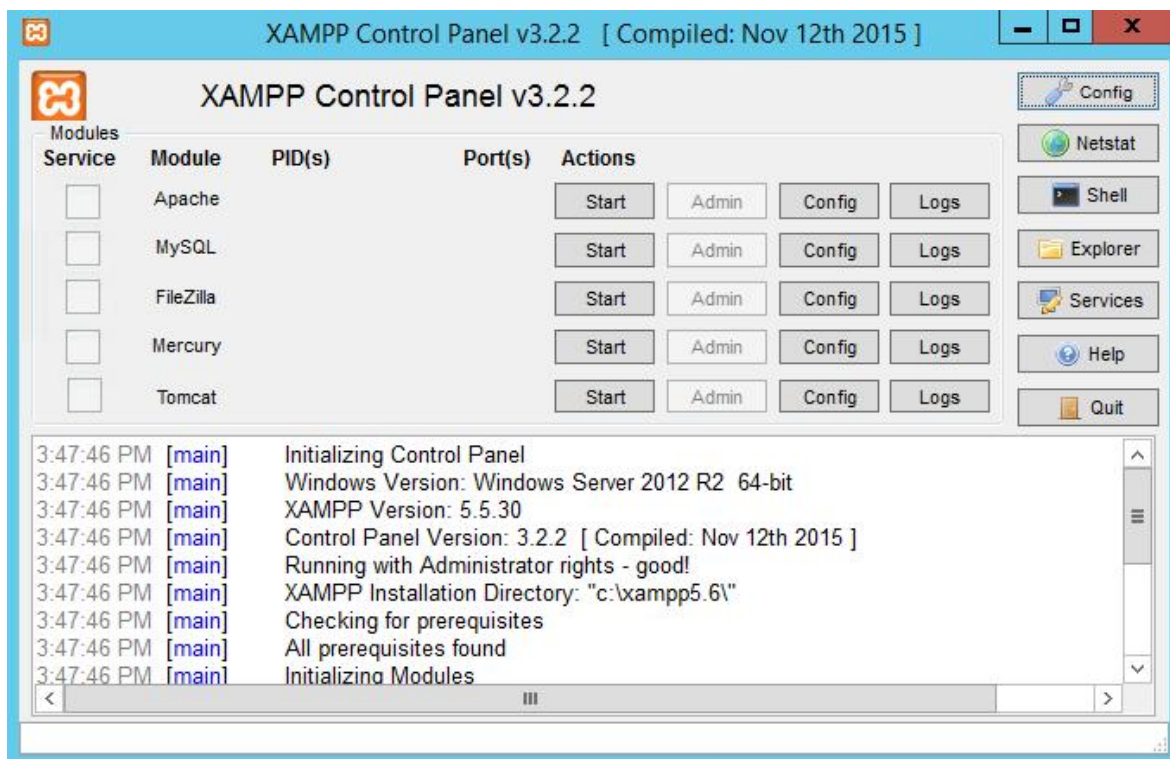 XAMPP Control Panel v3.2.2 [ Compiled: Nov 12th 2015 ]
XAMPP Control Panel v3.2.2
Config
Modules
Netstat
Service Module PID(s) Port(s) Actions
Apache Start Admin Config Logs
Shell
MySQL Start Admin Config Logs
Explorer
FileZilla Start Admin Config Logs
Services
Mercury Start Admin Config Logs
Help
Tomcat Start Admin Config Logs
Quit
3:47:46 PM [main] Initializing Control Panel
3:47:46 PM [main] Windows Version: Windows Server 2012 R2 64-bit
3:47:46 PM [main] XAMPP Version: 5.5.30
3:47:46 PM [main] Control Panel Version: 3.2.2 [ Compiled: Nov 12th 2015 ]
3:47:46 PM [main] Running with Administrator rights - good!
3:47:46 PM [main] XAMPP Installation Directory: "c:\xampp5.6\"
3:47:46 PM [main] Checking for prerequisites
3:47:46 PM [main] All prerequisites found
3:47:46 PM [main] Initializing Modules